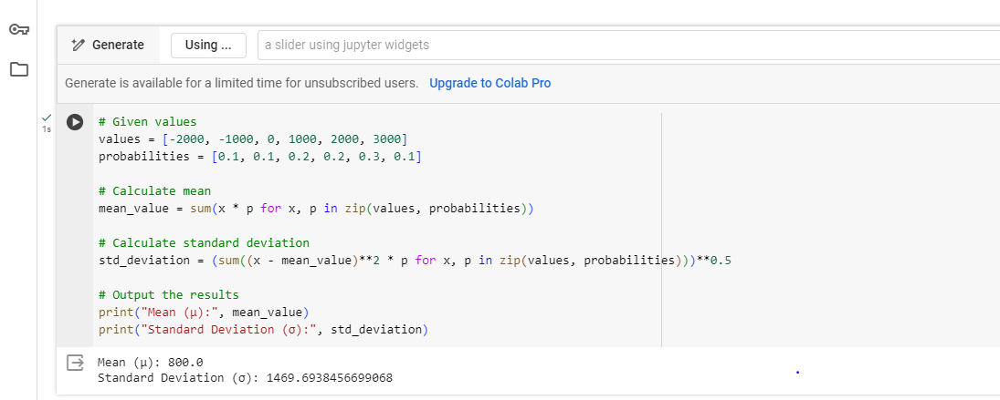 Generate Using ... a slider using jupyter widgets
Generate is available for a limited time for unsubscribed users. Upgrade to Colab Pro
1s
# Given values
values = [-2000, -1000, 0, 1000, 2000, 3000]
probabilities = [0.1, 0.1, 0.2, 0.2, 0.3, 0.1]
# Calculate mean
mean_value = sum(x * p for x, p in zip(values, probabilities))
# Calculate standard deviation
std_deviation = (sum((x - mean_value)**2 * p for x, p in zip(values, probabilities)))**0.5
# Output the results
print("Mean (μ):", mean_value)
print("Standard Deviation (σ):", std_deviation)
Mean (μ): 800.0
Standard Deviation (σ): 1469.6938456699068